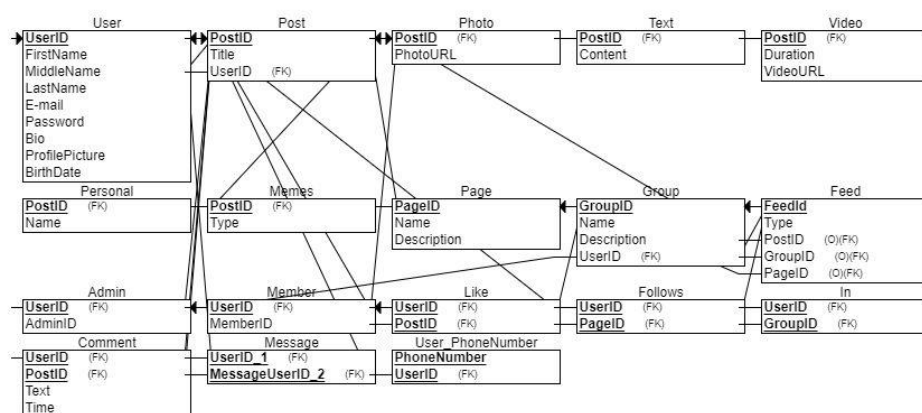 User
UserID
FirstName
MiddleName
LastName
E-mail
Password
Bio
ProfilePicture
BirthDate
Post
PostID
Title
UserID (FK)
Photo
PostID (FK)
PhotoURL
Text
PostID (FK)
Content
Video
PostID (FK)
Duration
VideoURL
Personal
PostID (FK)
Name
Memes
PostID (FK)
Type
Page
PageID
Name
Description
Group
GroupID
Name
Description
UserID (FK)
Feed
FeedId
Type
PostID (O)(FK)
GroupID (O)(FK)
PageID (O)(FK)
Admin
UserID (FK)
AdminID
Member
UserID (FK)
MemberID
Like
UserID (FK)
PostID (FK)
Follows
UserID (FK)
PageID (FK)
In
UserID (FK)
GroupID (FK)
Comment
UserID (FK)
PostID (FK)
Text
Time
Message
UserID_1 (FK)
MessageUserID_2 (FK)
User_PhoneNumber
PhoneNumber
UserID (FK)